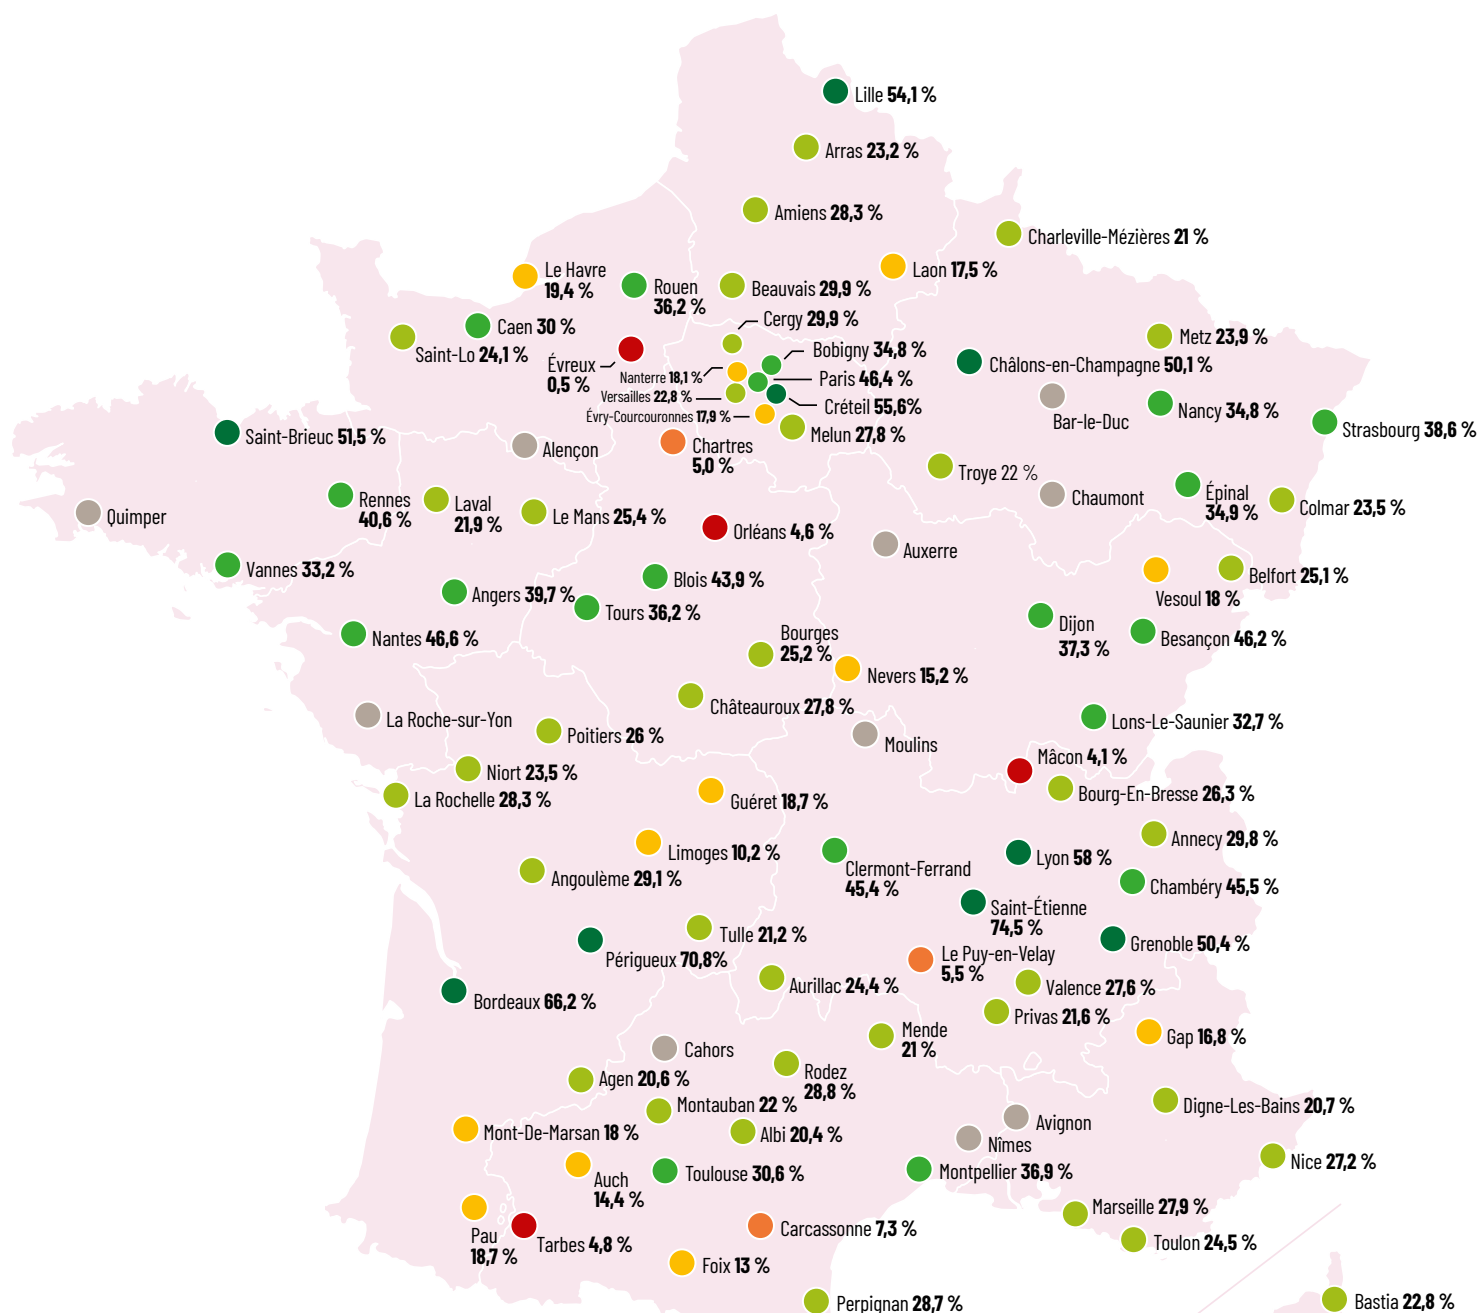 Lille 54,1 %
Arras 23,2 %
Amiens 28,3 %
Charleville-Mézières 21 %
Laon 17,5 %
Le Havre
19,4 %
Rouen
36,2 %
Beauvais 29,9 %
Cergy 29,9 %
Caen 30 %
Saint-Lo 24,1 %
Évreux
0,5 %
Bobigny 34,8 %
Nanterre 18,1 %
Paris 46,4 %
Versailles 22,8 %
Créteil 55,6%
Évry-Courcouronnes 17,9 %
Melun 27,8 %
Metz 23,9 %
Châlons-en-Champagne 50,1 %
Bar-le-Duc
Nancy 34,8 %
Strasbourg 38,6 %
Saint-Brieuc 51,5 %
Alençon
Chartres
5,0 %
Troye 22 %
Chaumont
Épinal
34,9 %
Colmar 23,5 %
Quimper
Rennes
40,6 %
Laval
21,9 %
Le Mans 25,4 %
Orléans 4,6 %
Auxerre
Vannes 33,2 %
Angers 39,7 %
Blois 43,9 %
Tours 36,2 %
Belfort 25,1 %
Vesoul 18 %
Nantes 46,6 %
Bourges
25,2 %
Dijon
37,3 %
Besançon 46,2 %
Nevers 15,2 %
Châteauroux 27,8 %
La Roche-sur-Yon
Poitiers 26 %
Moulins
Lons-Le-Saunier 32,7 %
Mâcon 4,1 %
Niort 23,5 %
La Rochelle 28,3 %
Guéret 18,7 %
Bourg-En-Bresse 26,3 %
Limoges 10,2 %
Annecy 29,8 %
Angoulême 29,1 %
Clermont-Ferrand
45,4 %
Lyon 58 %
Chambéry 45,5 %
Saint-Étienne
74,5 %
Tulle 21,2 %
Périgueux 70,8%
Le Puy-en-Velay
5,5 %
Grenoble 50,4 %
Bordeaux 66,2 %
Aurillac 24,4 %
Valence 27,6 %
Privas 21,6 %
Mende
21 %
Gap 16,8 %
Cahors
Agen 20,6 %
Rodez
28,8 %
Montauban 22 %
Digne-Les-Bains 20,7 %
Mont-De-Marsan 18 %
Albi 20,4 %
Avignon
Nîmes
Auch
14,4 %
Toulouse 30,6 %
Montpellier 36,9 %
Nice 27,2 %
Marseille 27,9 %
Pau
18,7 %
Tarbes 4,8 %
Carcassonne 7,3 %
Toulon 24,5 %
Foix 13 %
Perpignan 28,7 %
Bastia 22,8 %